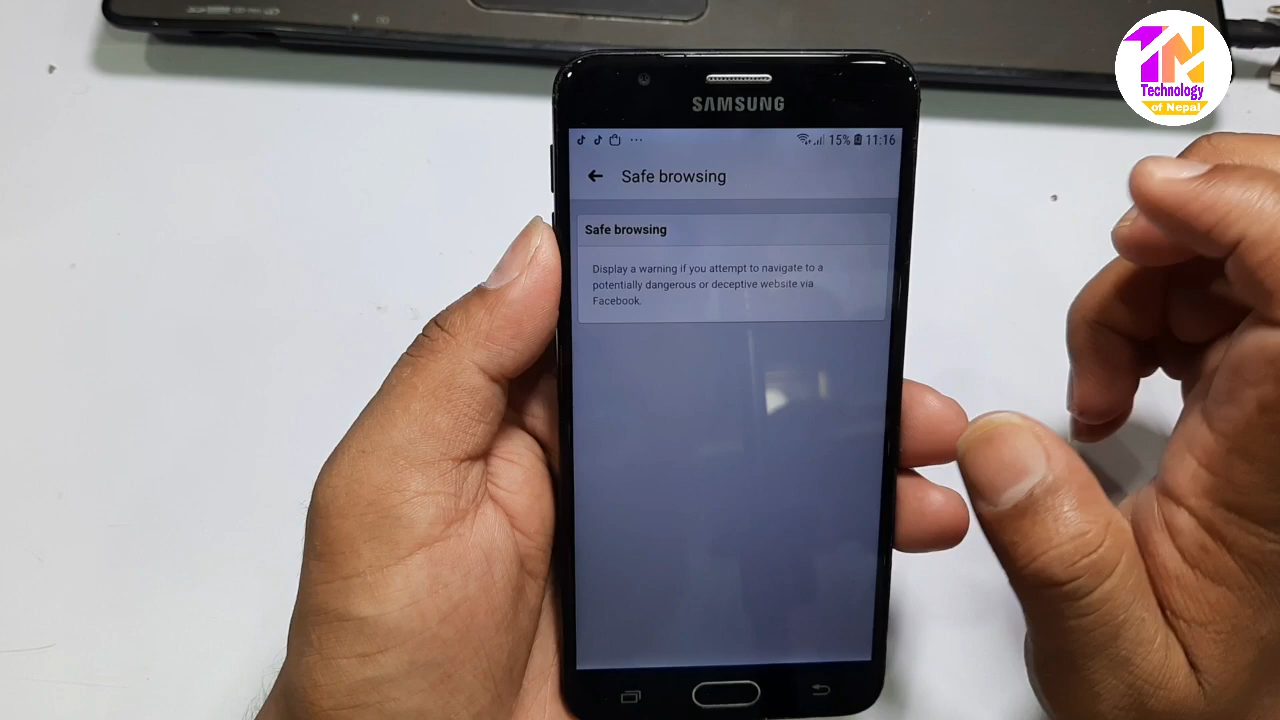 Technology
of Nepal
SAMSUNG
15% 11:16
Safe browsing
Safe browsing
Display a warning if you attempt to navigate to a
potentially dangerous or deceptive website via
Facebook.